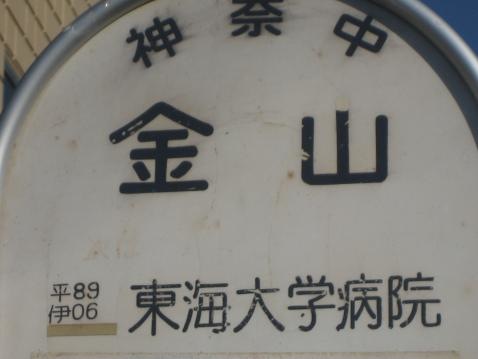 神奈中
金山
平89
伊06
東海大学病院